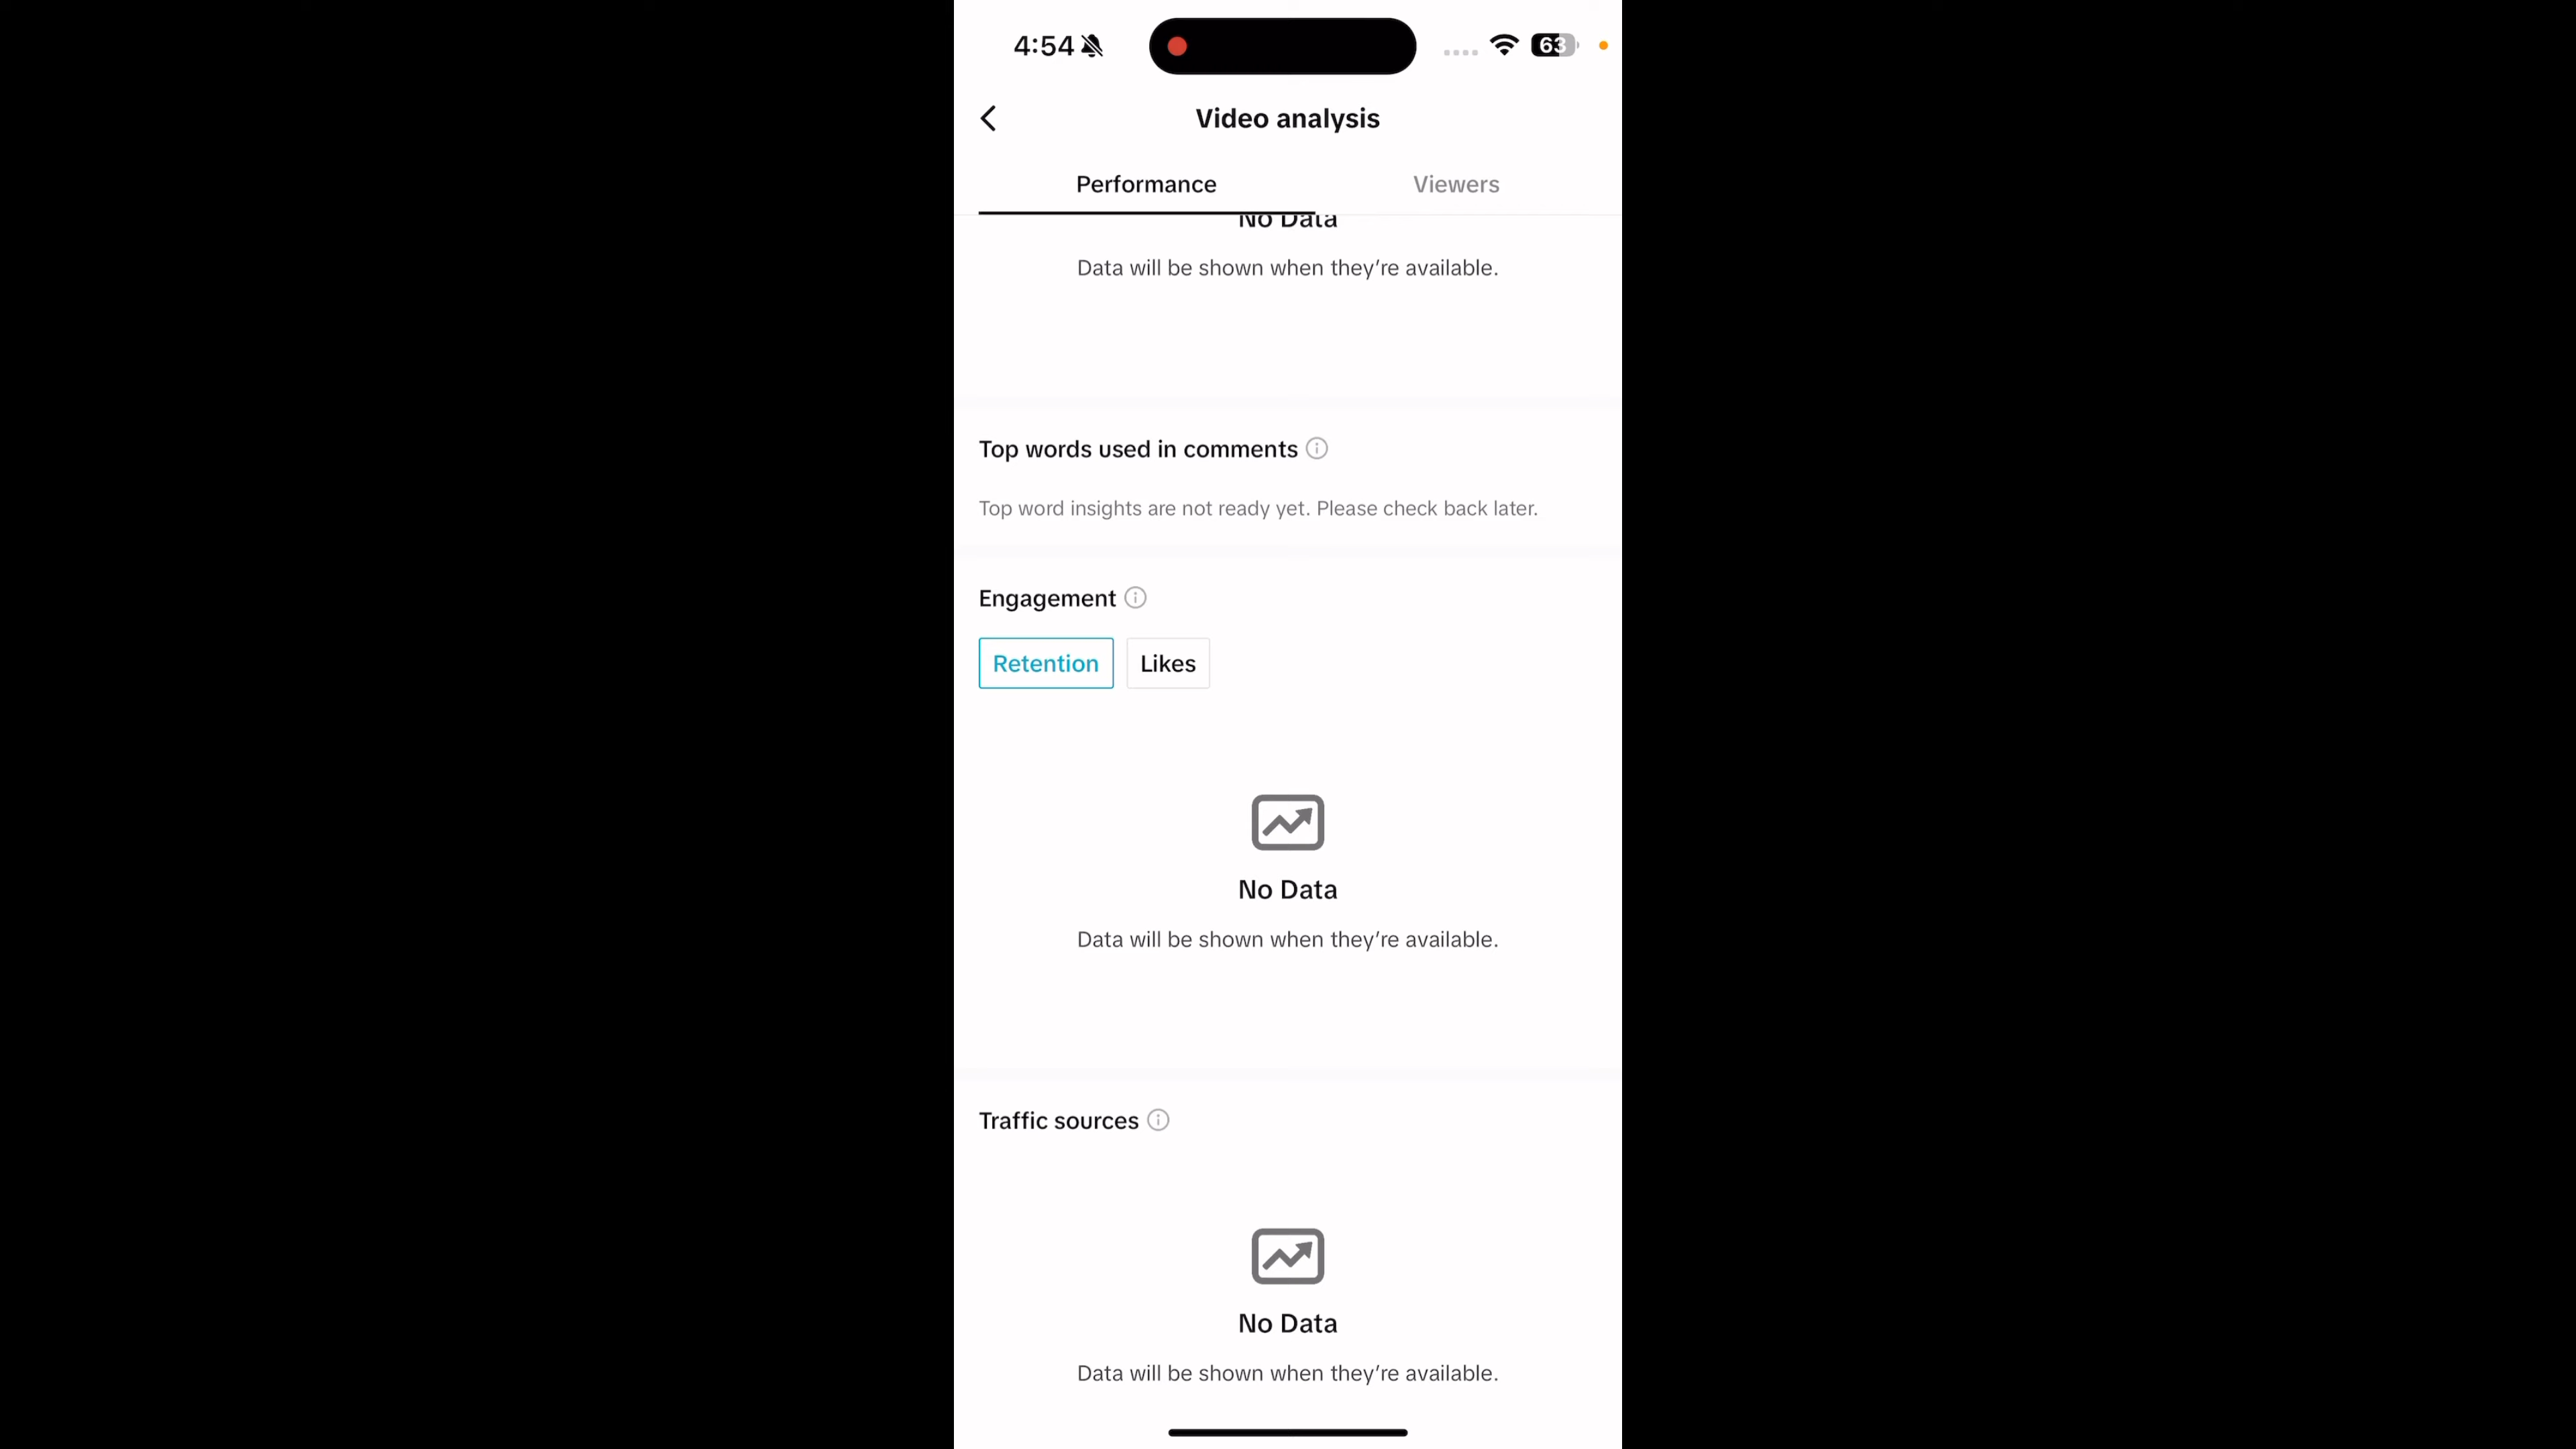 4:54
63
Video analysis
Performance
Viewers
No Data
Data will be shown when they're available.
Top words used in comments
Top word insights are not ready yet. Please check back later.
Engagement
Retention
Likes
No Data
Data will be shown when they're available.
Traffic sources
No Data
Data will be shown when they're available.